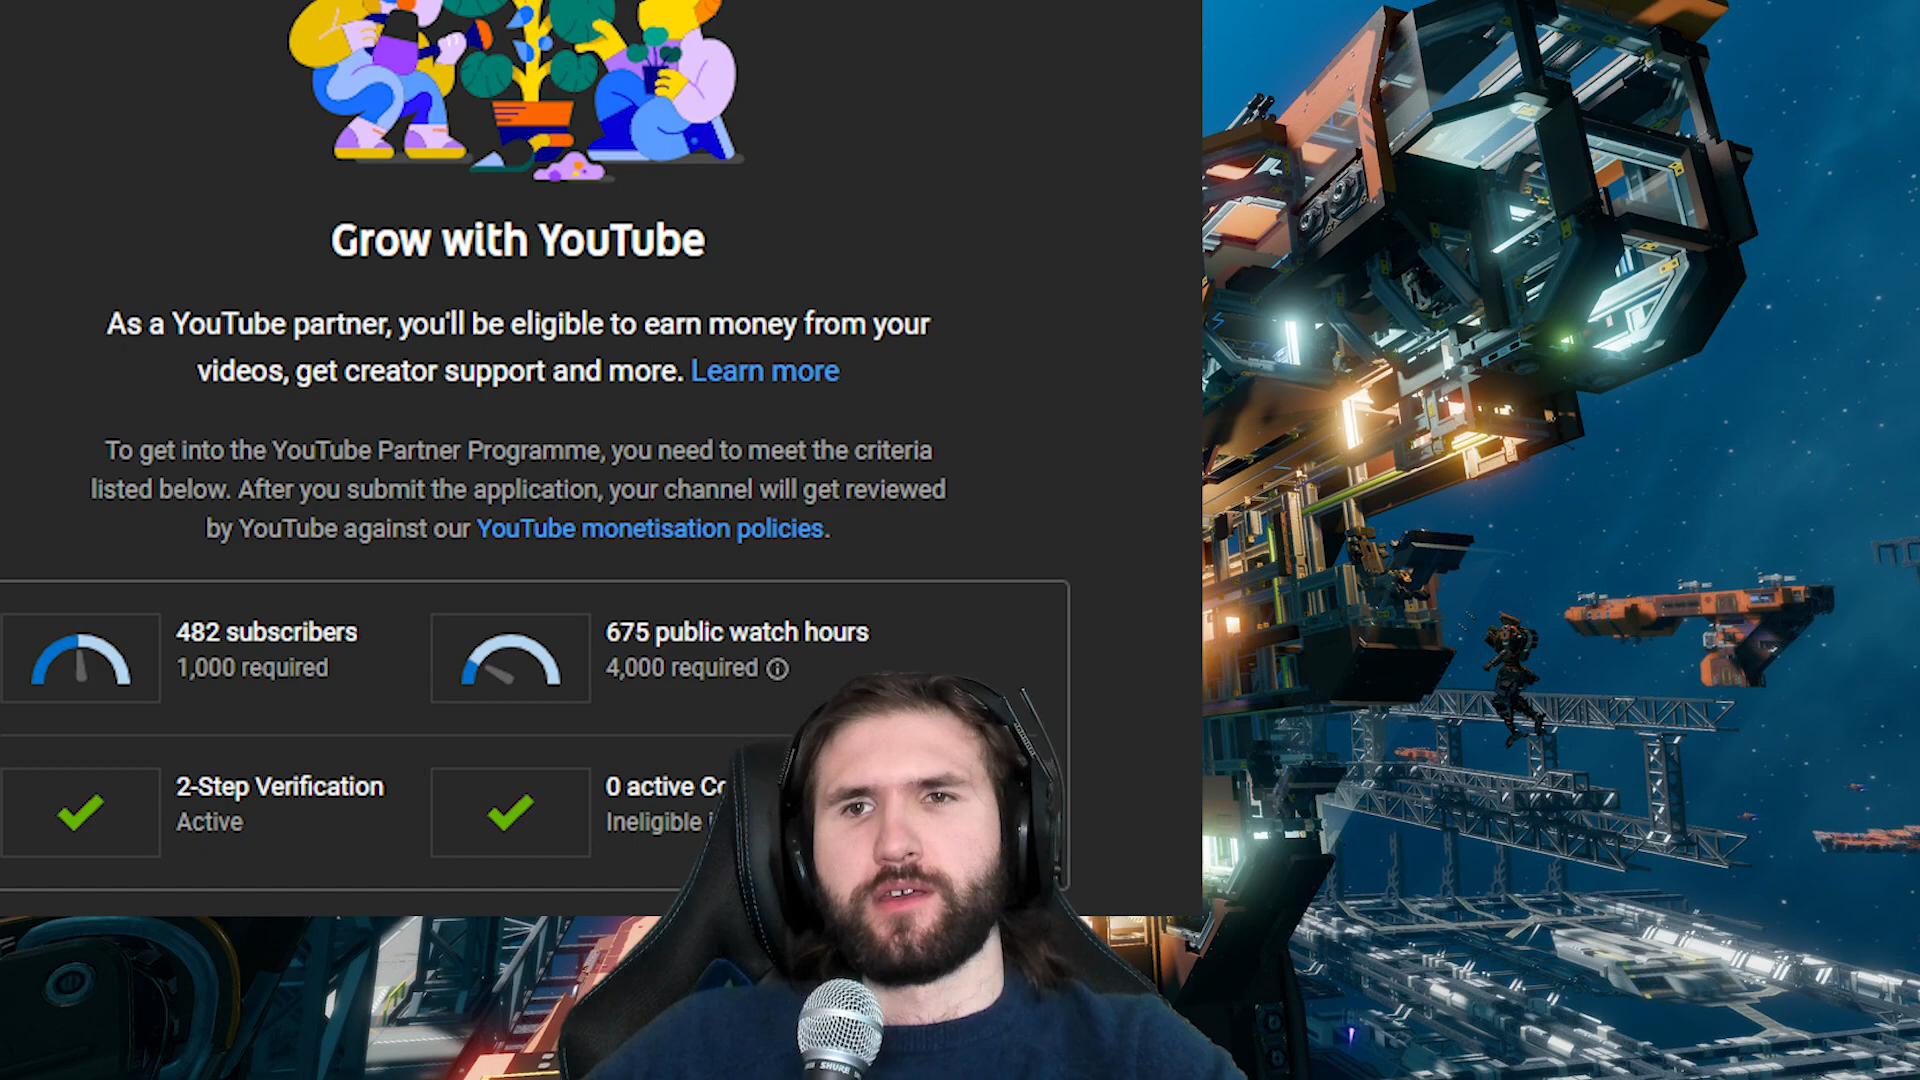 Grow with YouTube
As a YouTube partner, you'll be eligible to earn money from your
videos, get creator support and more. Learn more
To get into the YouTube Partner Programme, you need to meet the criteria
listed below. After you submit the application, your channel will get reviewed
by YouTube against our YouTube monetisation policies.
482 subscribers
1,000 required
675 public watch hours
4,000 required
2-Step Verification
Active
0 active
Ineligible
SHURE